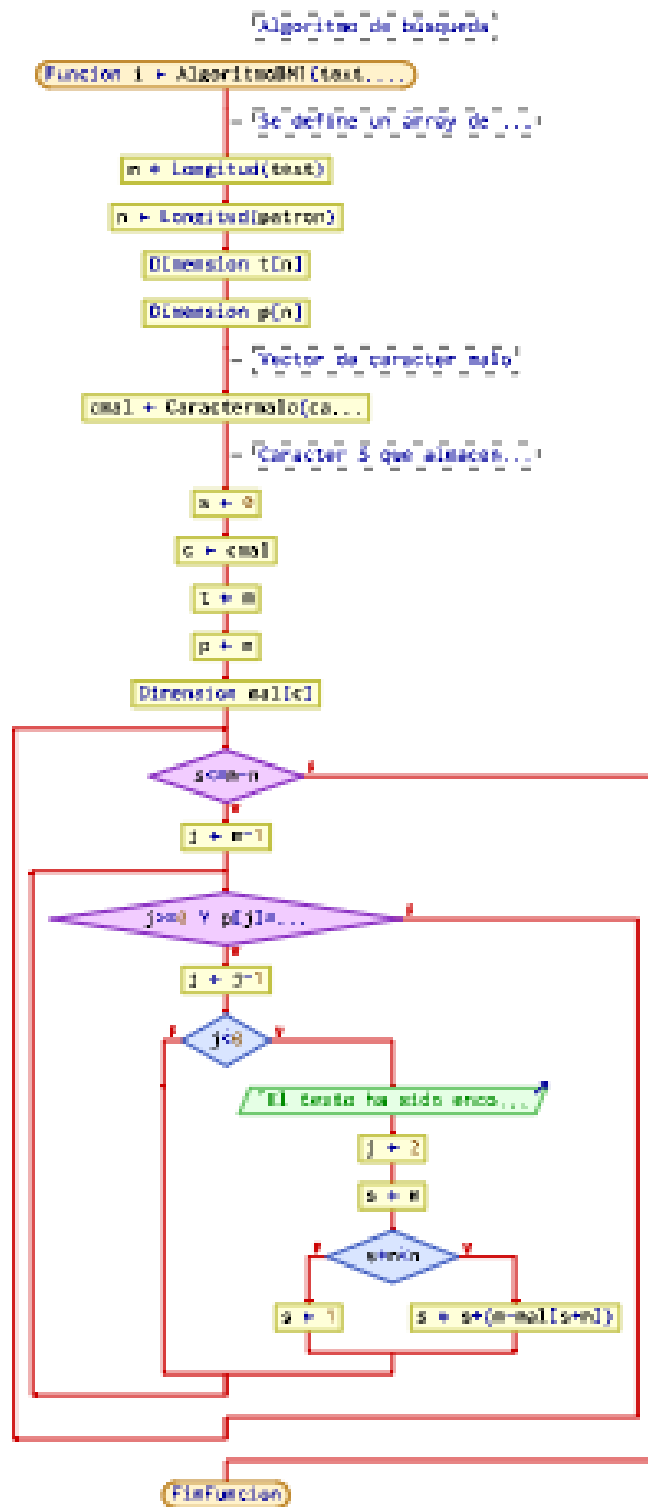 Algoritmo de búsqueda
Funcion i ← AlgoritmoBM1(text....
Se define un array de ...
← Longitud(text)
n ← Longitud(patron)
Dimension t[n]
Dimension p[n]
Vector de caracter malo
cmal ← Caractermalo(ca...
Caracter S que almacen...
← 0
c ← cmal
← m
p ←
Dimension mal[c]
s<=m-n
F
V
j ← m-1
j>=0 Y p[j]=...
F
V
j ← j-1
F
j<0
V
"El texto ha sido enco...
j ← 2
s ←
F
V
s ← 1
s ← s+(m-mal[s+m])
FinFuncion